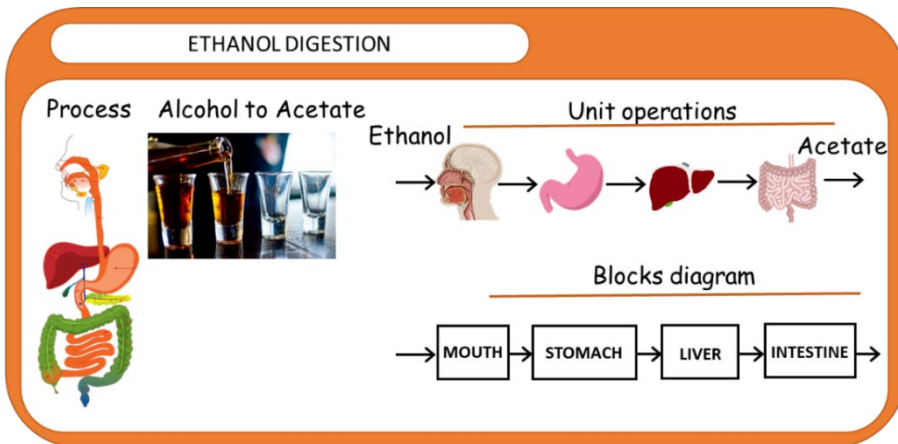 ETHANOL DIGESTION
Process
Alcohol to Acetate
Unit operations
Ethanol
Acetate
Blocks diagram
MOUTH
STOMACH
LIVER
INTESTINE